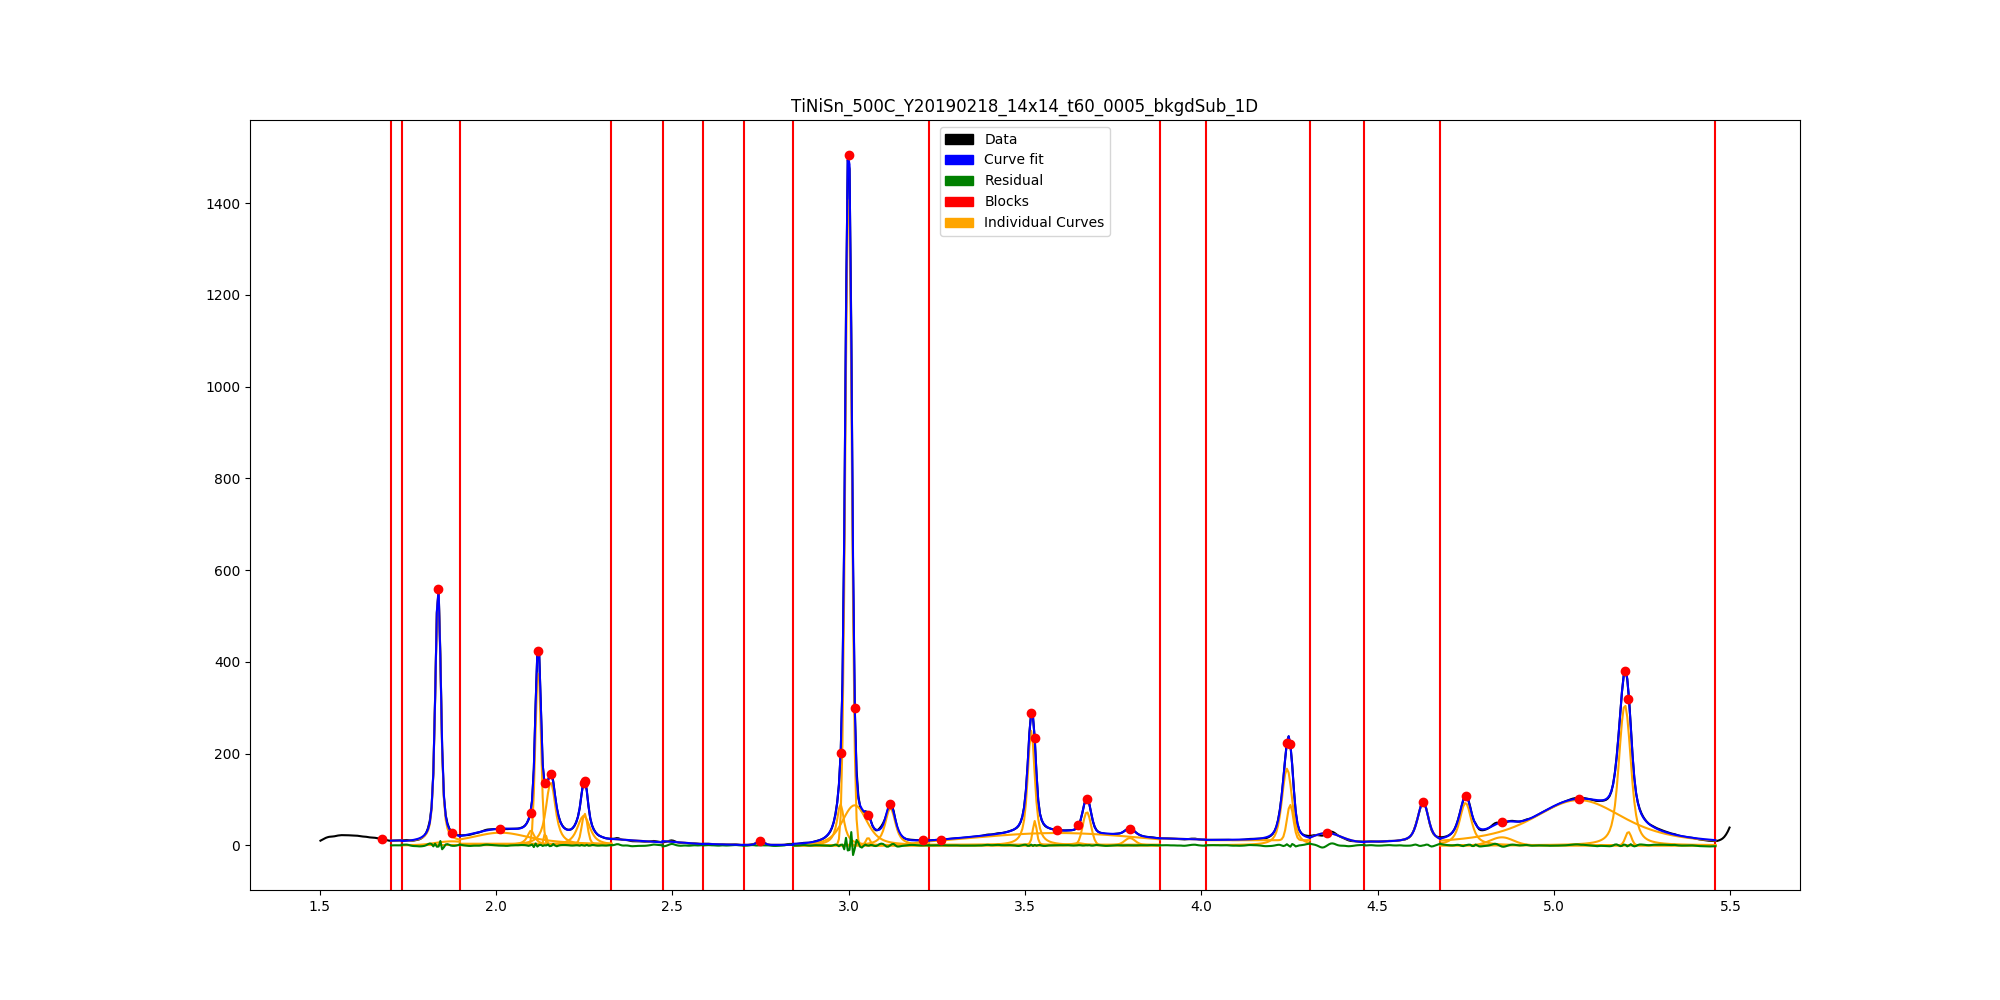 TiNiSn_500C_Y20190218_14x14_t60_0005_bkgdSub_1D
Data
Curve fit
Residual
Blocks
Individual Curves
1400
1200
1000
800
600
400
200
0
1.5 2.0 2.5 3.0 3.5 4.0 4.5 5.0 5.5